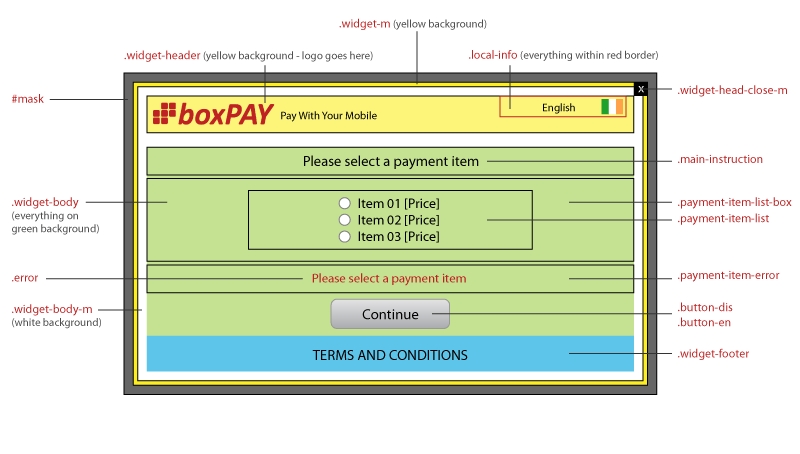 .widget-m (yellow background)
.widget-header (yellow background - logo goes here)
.local-info (everything within red border)
#mask
x
.widget-head-close-m
boxPAY Pay With Your Mobile
English
Please select a payment item
.main-instruction
.widget-body
(everything on
green background)
Item 01 [Price]
Item 02 [Price]
Item 03 [Price]
.payment-item-list-box
.payment-item-list
.error
Please select a payment item
.payment-item-error
.widget-body-m
(white background)
Continue
.button-dis
.button-en
TERMS AND CONDITIONS
.widget-footer